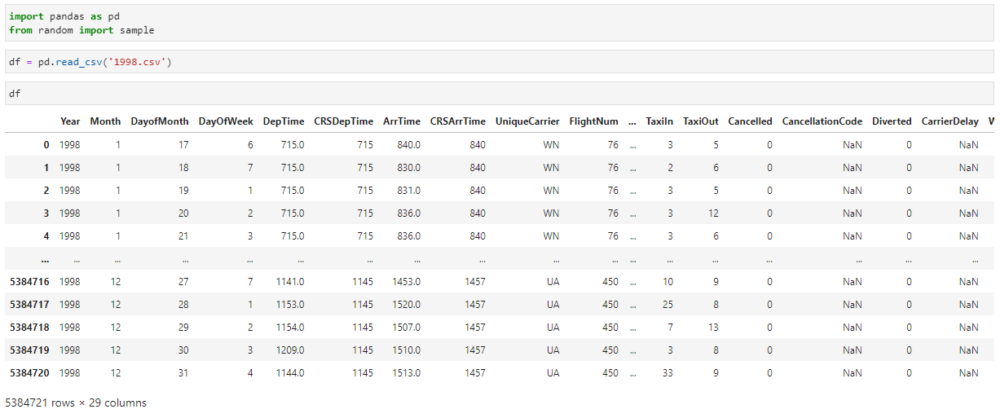 import pandas as pd
from random import sample
df = pd.read_csv('1998.csv')
df
Year Month DayofMonth DayOfWeek DepTime CRSDepTime ArrTime CRSArrTime UniqueCarrier FlightNum ... TaxiIn TaxiOut Cancelled CancellationCode Diverted CarrierDelay W
0 1998 1 17 6 715.0 715 840.0 840 WN 76 ... 3 5 0 NaN 0 NaN
1 1998 1 18 7 715.0 715 830.0 840 WN 76 ... 2 6 0 NaN 0 NaN
2 1998 1 19 1 715.0 715 831.0 840 WN 76 ... 3 5 0 NaN 0 NaN
3 1998 1 20 2 715.0 715 836.0 840 WN 76 ... 3 12 0 NaN 0 NaN
4 1998 1 21 3 715.0 715 836.0 840 WN 76 ... 3 6 0 NaN 0 NaN
... ... ... ... ... ... ... ... ... ... ... ... ... ... ... ... ... ...
5384716 1998 12 27 7 1141.0 1145 1453.0 1457 UA 450 ... 10 9 0 NaN 0 NaN
5384717 1998 12 28 1 1153.0 1145 1520.0 1457 UA 450 ... 25 8 0 NaN 0 NaN
5384718 1998 12 29 2 1154.0 1145 1507.0 1457 UA 450 ... 7 13 0 NaN 0 NaN
5384719 1998 12 30 3 1209.0 1145 1510.0 1457 UA 450 ... 3 8 0 NaN 0 NaN
5384720 1998 12 31 4 1144.0 1145 1513.0 1457 UA 450 ... 33 9 0 NaN 0 NaN
5384721 rows × 29 columns